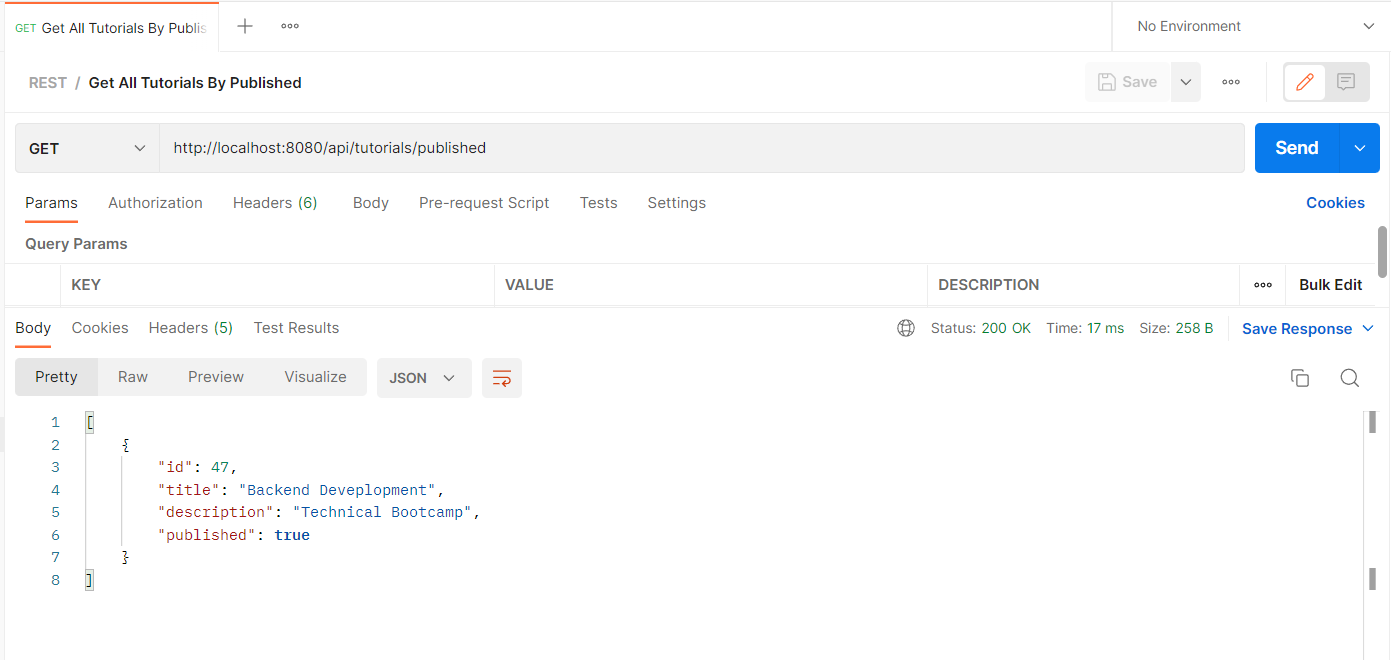 GET Get All Tutorials By Publis
No Environment
REST / Get All Tutorials By Published
Save
GET http://localhost:8080/api/tutorials/published Send
Params Authorization Headers (6) Body Pre-request Script Tests Settings Cookies
Query Params
KEY VALUE DESCRIPTION Bulk Edit
Body Cookies Headers (5) Test Results Status: 200 OK Time: 17 ms Size: 258 B Save Response
Pretty Raw Preview Visualize JSON
1 [
2 {
3 "id": 47,
4 "title": "Backend Deveplopment",
5 "description": "Technical Bootcamp",
6 "published": true
7 }
8 ]